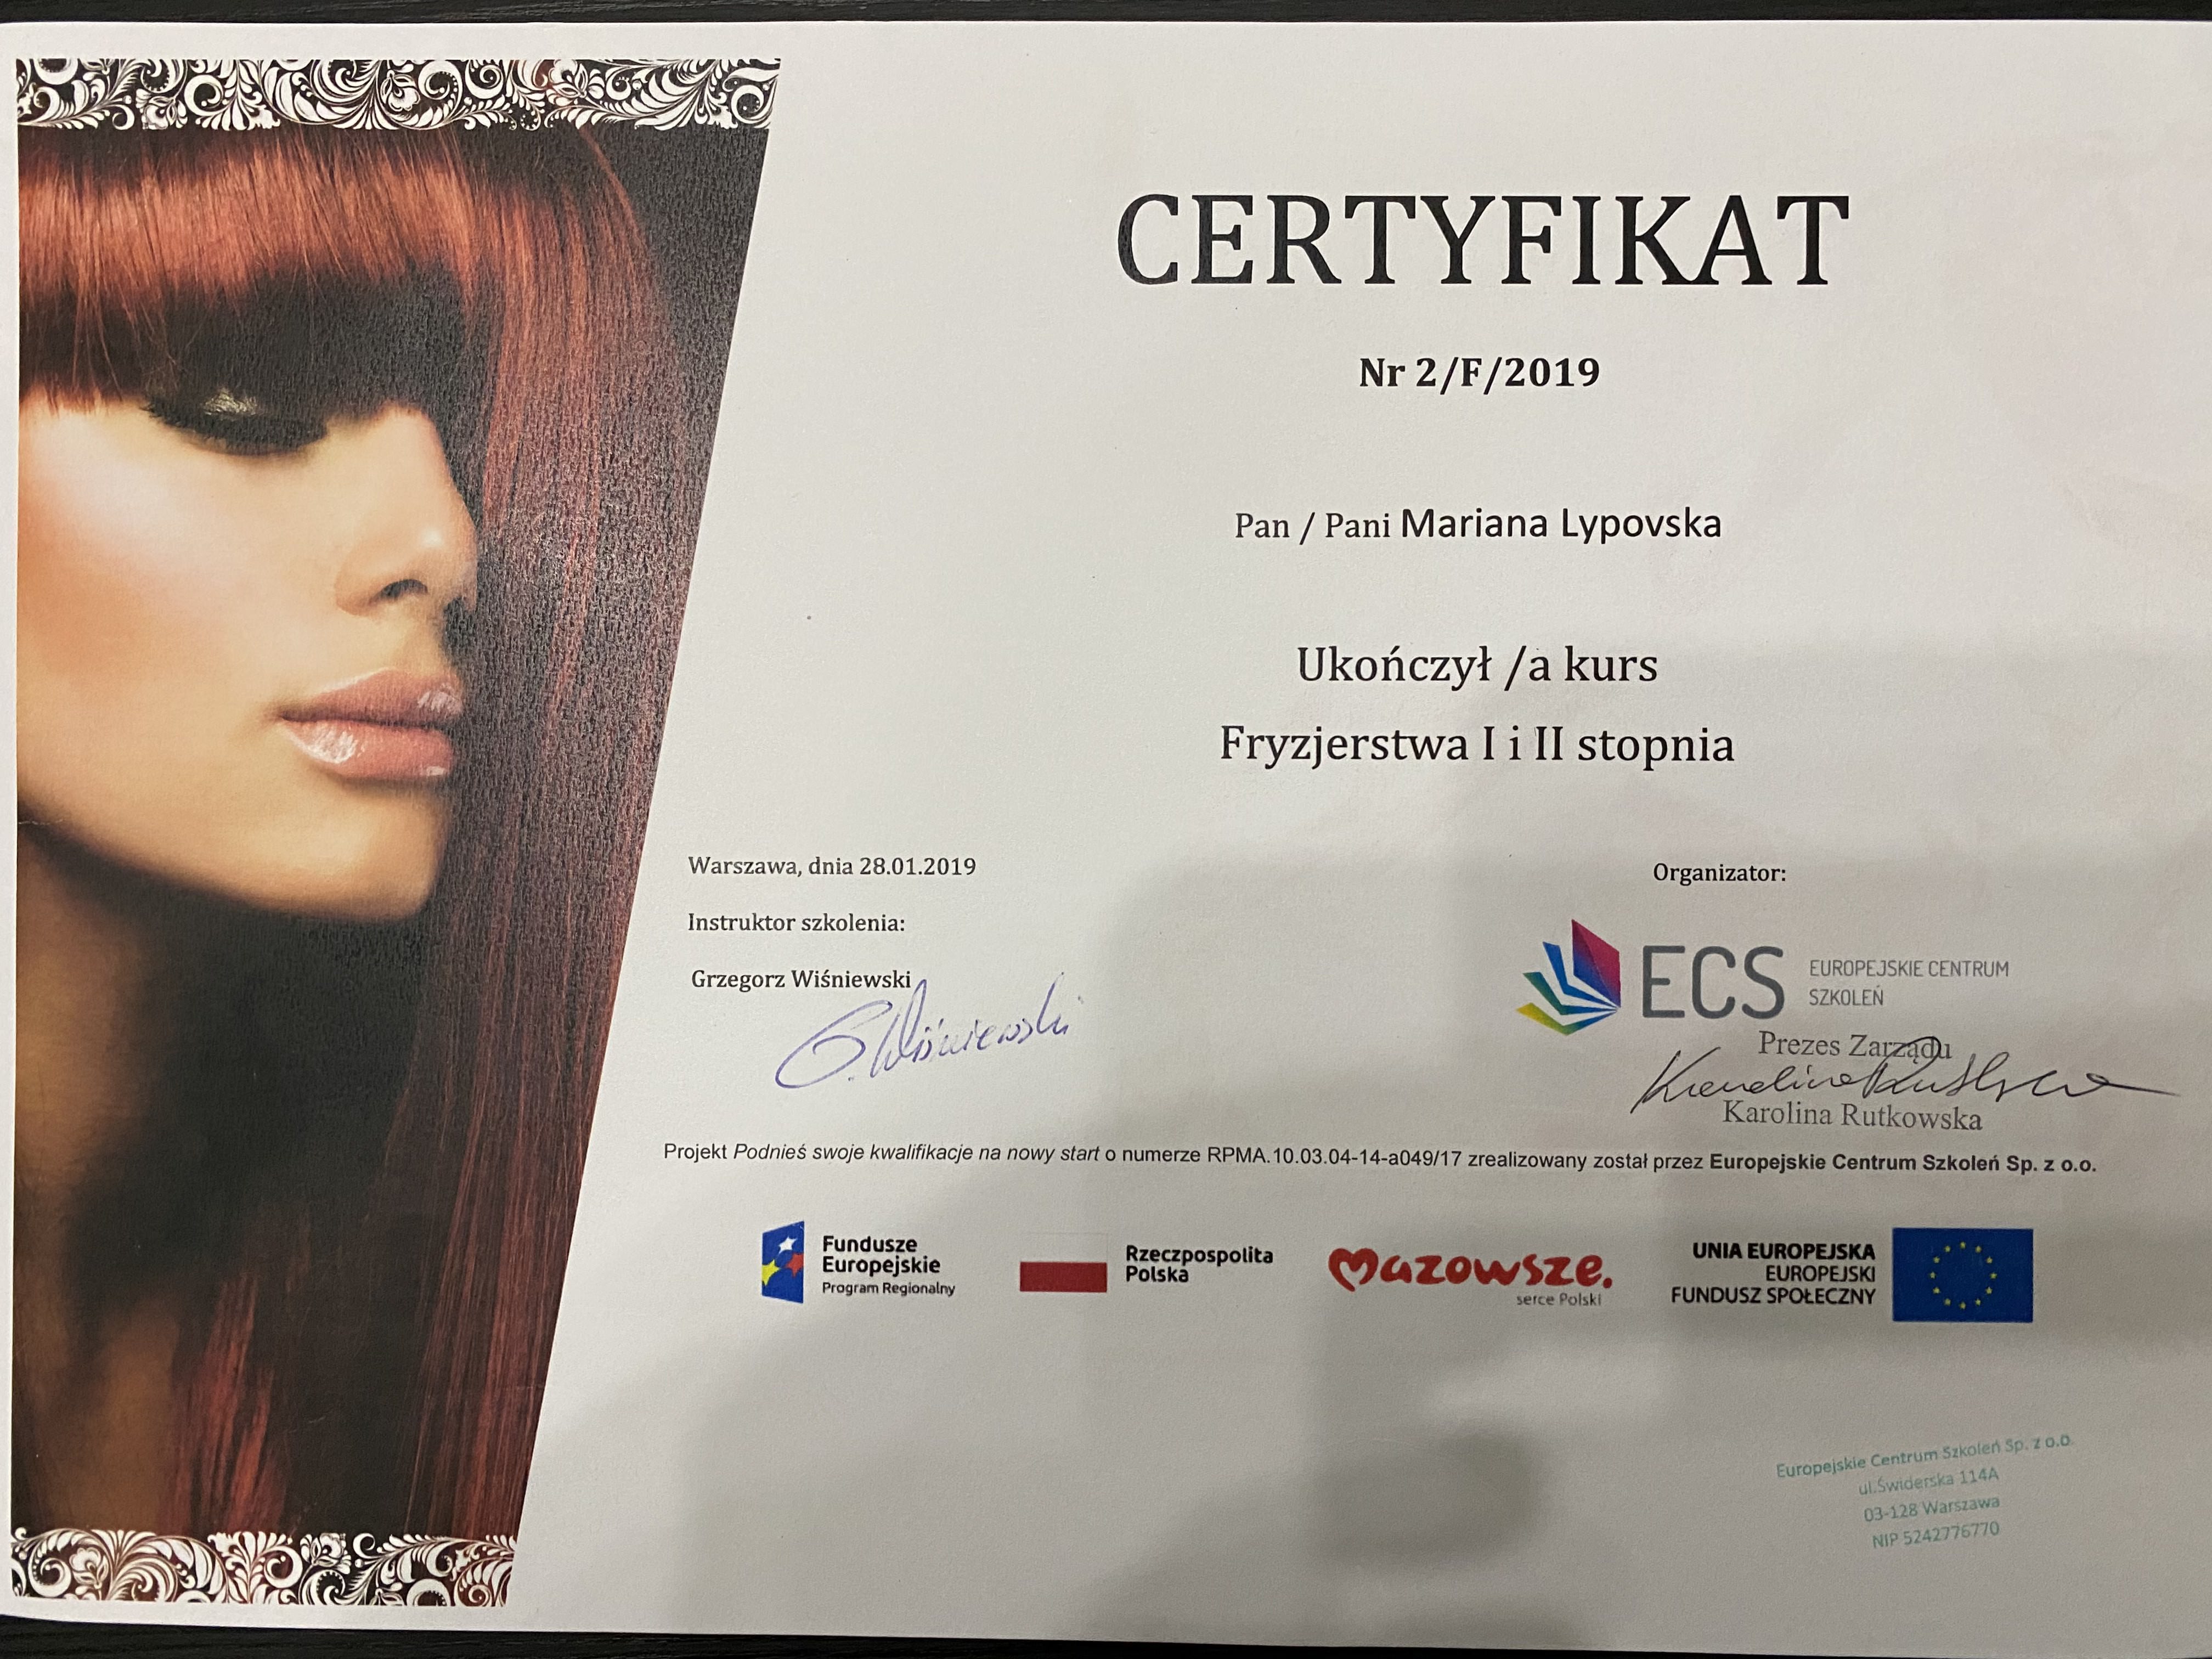 CERTYFIKAT
Nr 2/F/2019
Pan / Pani Mariana Lypovska
Ukończył /a kurs
Fryzjerstwa I i II stopnia
Warszawa, dnia 28.01.2019
Instruktor szkolenia:
Grzegorz Wiśniewski
G. Wiśniewski
Organizator:
ECS EUROPEJSKIE CENTRUM
SZKOLEŃ
Prezes Zarządu
Karolina Rutkowska
Karolina Rutkowska
Projekt Podnieś swoje kwalifikacje na nowy start o numerze RPMA.10.03.04-14-a049/17 zrealizowany został przez Europejskie Centrum Szkoleń Sp. z o.o.
Fundusze
Europejskie
Program Regionalny
Rzeczpospolita
Polska
mazowsze.
serce Polski
UNIA EUROPEJSKA
EUROPEJSKI
FUNDUSZ SPOŁECZNY
Europejskie Centrum Szkoleń Sp. z o.o.
ul.Świderska 114A
03-128 Warszawa
NIP 5242776770